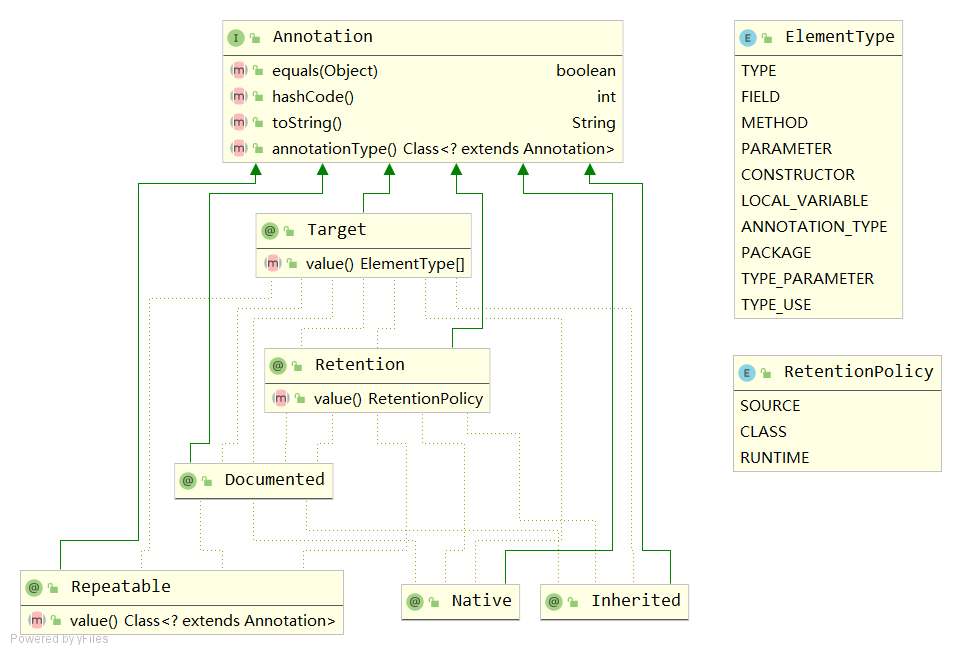 I Annotation
m equals(Object) boolean
m hashCode() int
m toString() String
m annotationType() Class<? extends Annotation>
@ Target
m value() ElementType[]
@ Retention
m value() RetentionPolicy
@ Documented
@ Repeatable
m value() Class<? extends Annotation>
@ Native
@ Inherited
E ElementType
TYPE
FIELD
METHOD
PARAMETER
CONSTRUCTOR
LOCAL_VARIABLE
ANNOTATION_TYPE
PACKAGE
TYPE_PARAMETER
TYPE_USE
E RetentionPolicy
SOURCE
CLASS
RUNTIME
Powered by yFiles